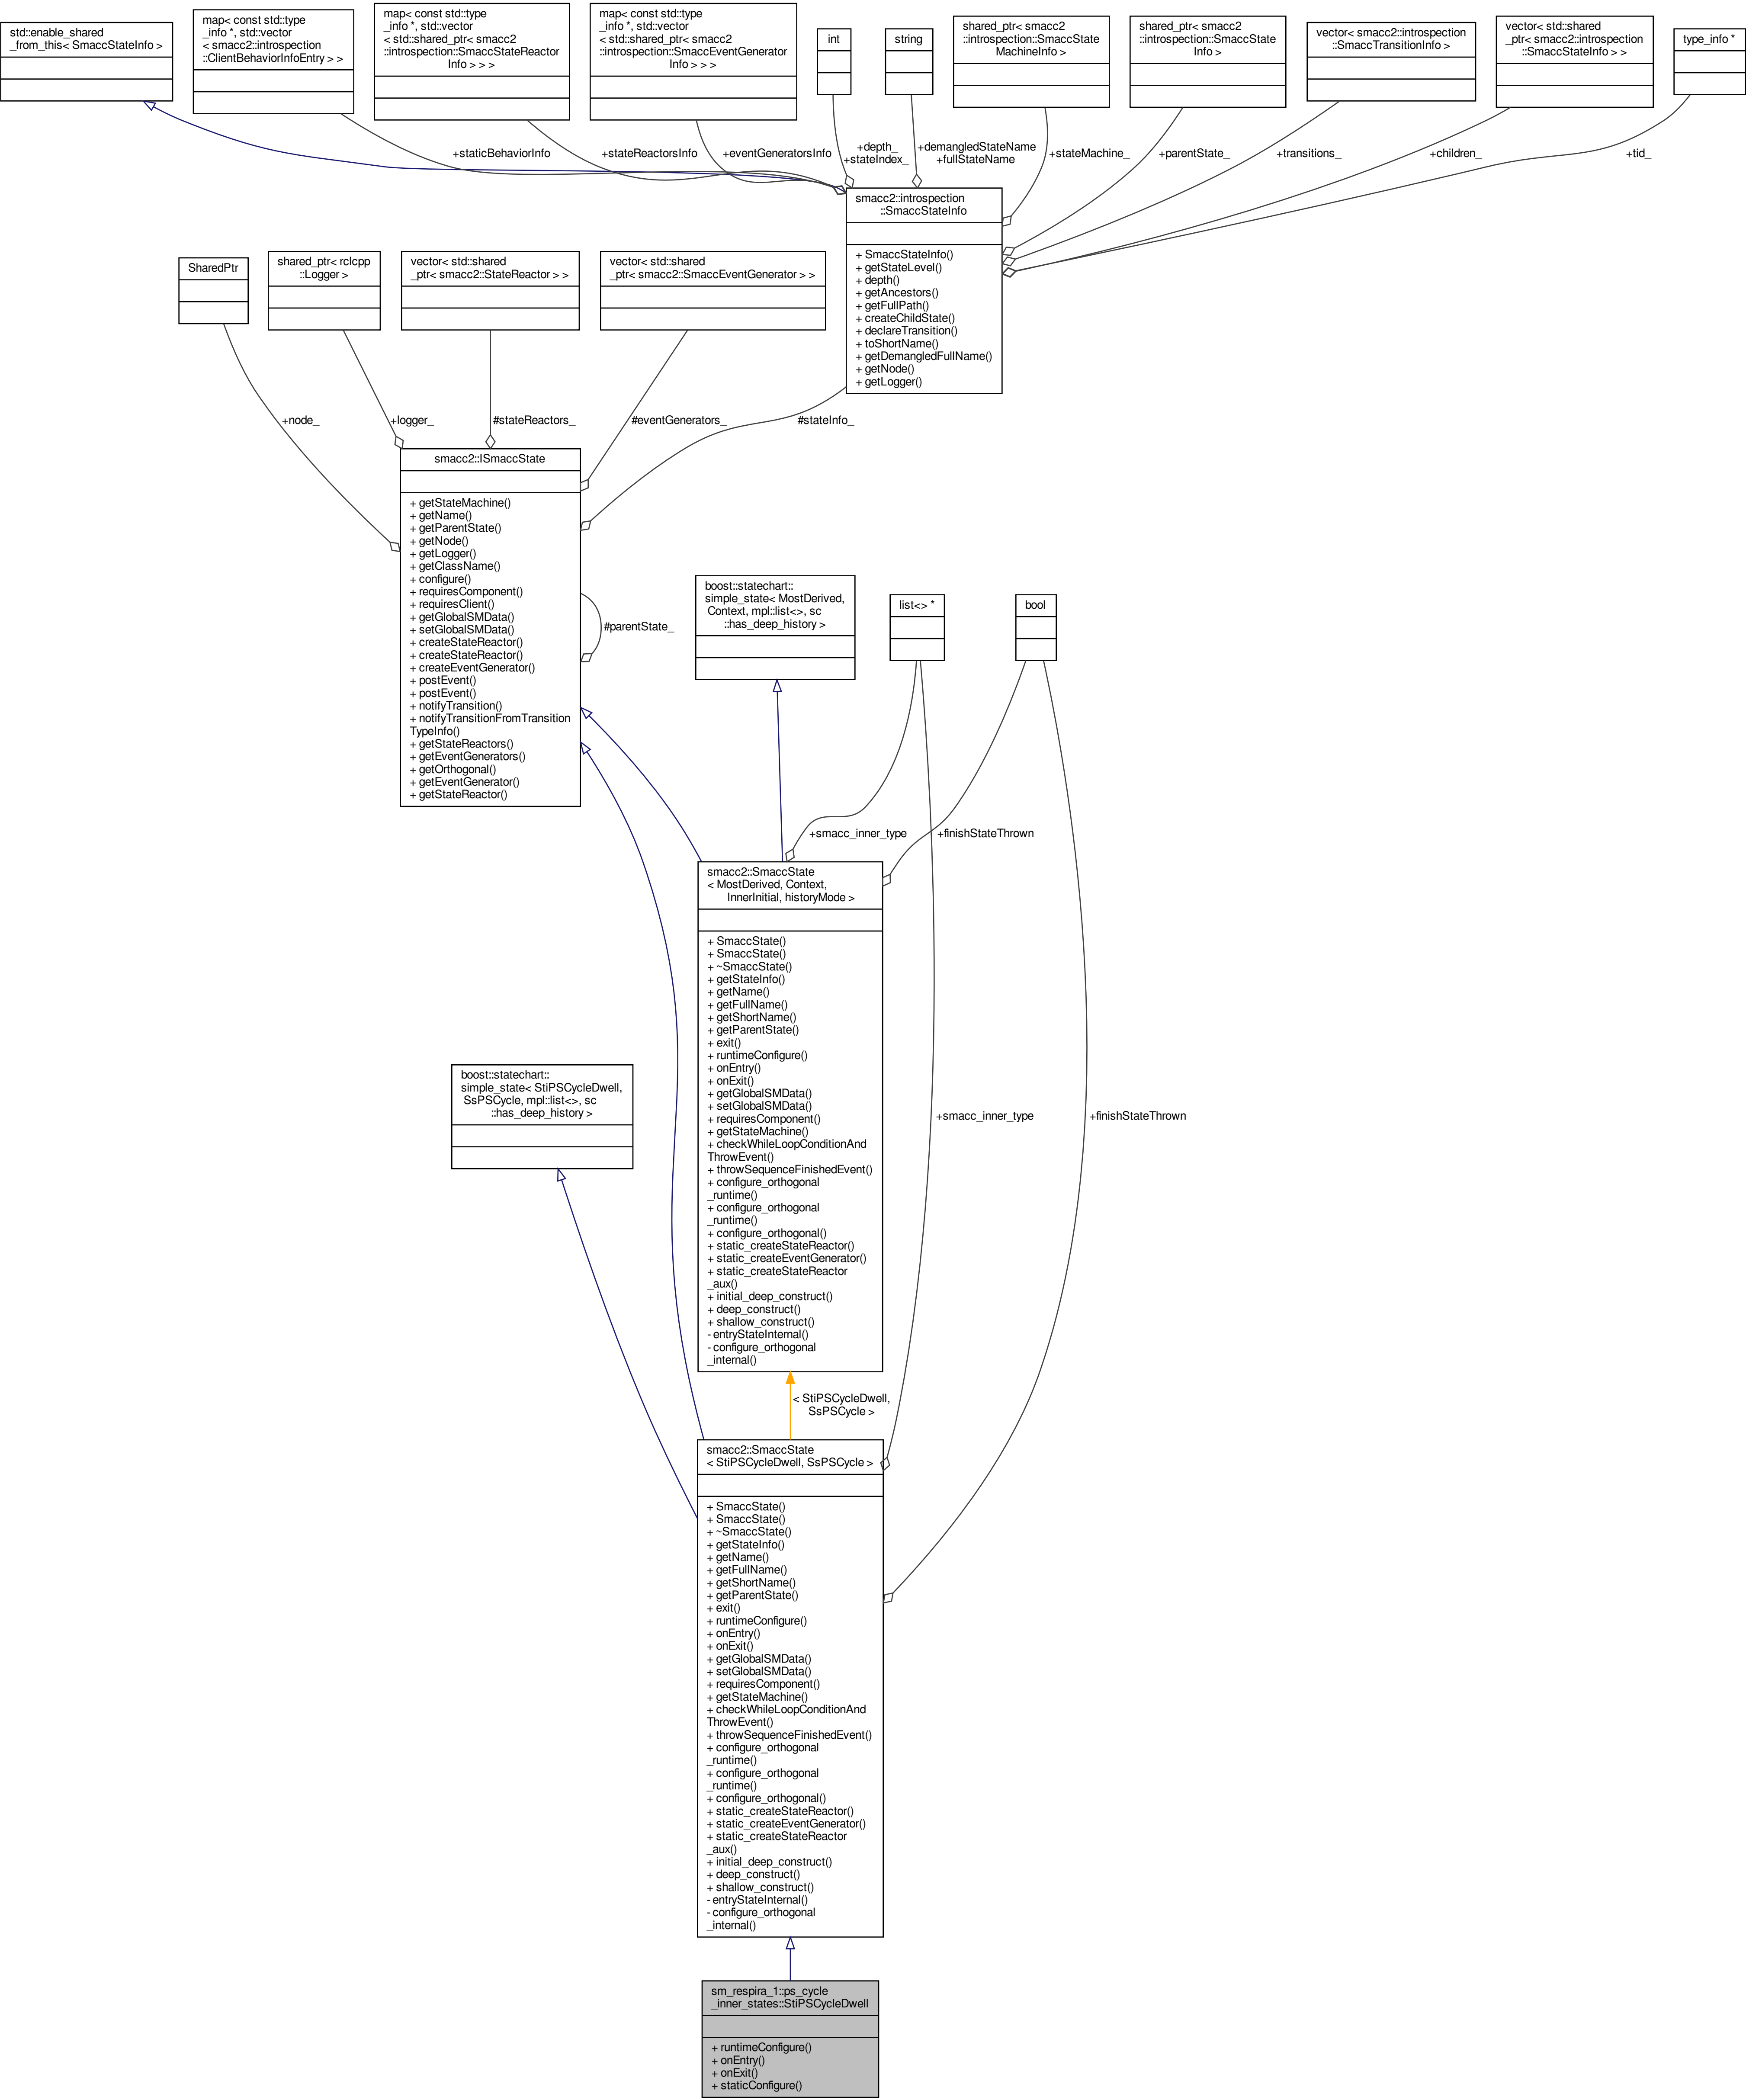 std::enable_shared
_from_this< SmaccStateInfo >
map< const std::type
_info *, std::vector
< smacc2::introspection
::ClientBehaviorInfoEntry > >
map< const std::type
_info *, std::vector
< std::shared_ptr< smacc2
::introspection::SmaccStateReactor
Info > > >
map< const std::type
_info *, std::vector
< std::shared_ptr< smacc2
::introspection::SmaccEventGenerator
Info > > >
int
string
shared_ptr< smacc2
::introspection::SmaccState
MachineInfo >
shared_ptr< smacc2
::introspection::SmaccState
Info >
vector< smacc2::introspection
::SmaccTransitionInfo >
vector< std::shared
_ptr< smacc2::introspection
::SmaccStateInfo > >
type_info *
+staticBehaviorInfo
+stateReactorsInfo
+eventGeneratorsInfo
+depth_
+stateIndex_
+demangledStateName
+fullStateName
+stateMachine_
+parentState_
+transitions_
+children_
+tid_
smacc2::introspection
::SmaccStateInfo
+ SmaccStateInfo()
+ getStateLevel()
+ depth()
+ getAncestors()
+ getFullPath()
+ createChildState()
+ declareTransition()
+ toShortName()
+ getDemangledFullName()
+ getNode()
+ getLogger()
SharedPtr
shared_ptr< rclcpp
::Logger >
vector< std::shared
_ptr< smacc2::StateReactor > >
vector< std::shared
_ptr< smacc2::SmaccEventGenerator > >
+node_
+logger_
#stateReactors_
#eventGenerators_
#stateInfo_
smacc2::ISmaccState
+ getStateMachine()
+ getName()
+ getParentState()
+ getNode()
+ getLogger()
+ getClassName()
+ configure()
+ requiresComponent()
+ requiresClient()
+ getGlobalSMData()
+ setGlobalSMData()
+ createStateReactor()
+ createStateReactor()
+ createEventGenerator()
+ postEvent()
+ postEvent()
+ notifyTransition()
+ notifyTransitionFromTransition
TypeInfo()
+ getStateReactors()
+ getEventGenerators()
+ getOrthogonal()
+ getEventGenerator()
+ getStateReactor()
#parentState_
boost::statechart::
simple_state< MostDerived,
Context, mpl::list<>, sc
::has_deep_history >
list<> *
bool
+smacc_inner_type
+finishStateThrown
smacc2::SmaccState
< MostDerived, Context,
InnerInitial, historyMode >
+ SmaccState()
+ SmaccState()
+ ~SmaccState()
+ getStateInfo()
+ getName()
+ getFullName()
+ getShortName()
+ getParentState()
+ exit()
+ runtimeConfigure()
+ onEntry()
+ onExit()
+ getGlobalSMData()
+ setGlobalSMData()
+ requiresComponent()
+ getStateMachine()
+ checkWhileLoopConditionAnd
ThrowEvent()
+ throwSequenceFinishedEvent()
+ configure_orthogonal
_runtime()
+ configure_orthogonal
_runtime()
+ configure_orthogonal()
+ static_createStateReactor()
+ static_createEventGenerator()
+ static_createStateReactor
_aux()
+ initial_deep_construct()
+ deep_construct()
+ shallow_construct()
- entryStateInternal()
- configure_orthogonal
_internal()
boost::statechart::
simple_state< StiPSCycleDwell,
SsPSCycle, mpl::list<>, sc
::has_deep_history >
+smacc_inner_type
+finishStateThrown
< StiPSCycleDwell,
SsPSCycle >
smacc2::SmaccState
< StiPSCycleDwell, SsPSCycle >
+ SmaccState()
+ SmaccState()
+ ~SmaccState()
+ getStateInfo()
+ getName()
+ getFullName()
+ getShortName()
+ getParentState()
+ exit()
+ runtimeConfigure()
+ onEntry()
+ onExit()
+ getGlobalSMData()
+ setGlobalSMData()
+ requiresComponent()
+ getStateMachine()
+ checkWhileLoopConditionAnd
ThrowEvent()
+ throwSequenceFinishedEvent()
+ configure_orthogonal
_runtime()
+ configure_orthogonal
_runtime()
+ configure_orthogonal()
+ static_createStateReactor()
+ static_createEventGenerator()
+ static_createStateReactor
_aux()
+ initial_deep_construct()
+ deep_construct()
+ shallow_construct()
- entryStateInternal()
- configure_orthogonal
_internal()
sm_respira_1::ps_cycle
_inner_states::StiPSCycleDwell
+ runtimeConfigure()
+ onEntry()
+ onExit()
+ staticConfigure()